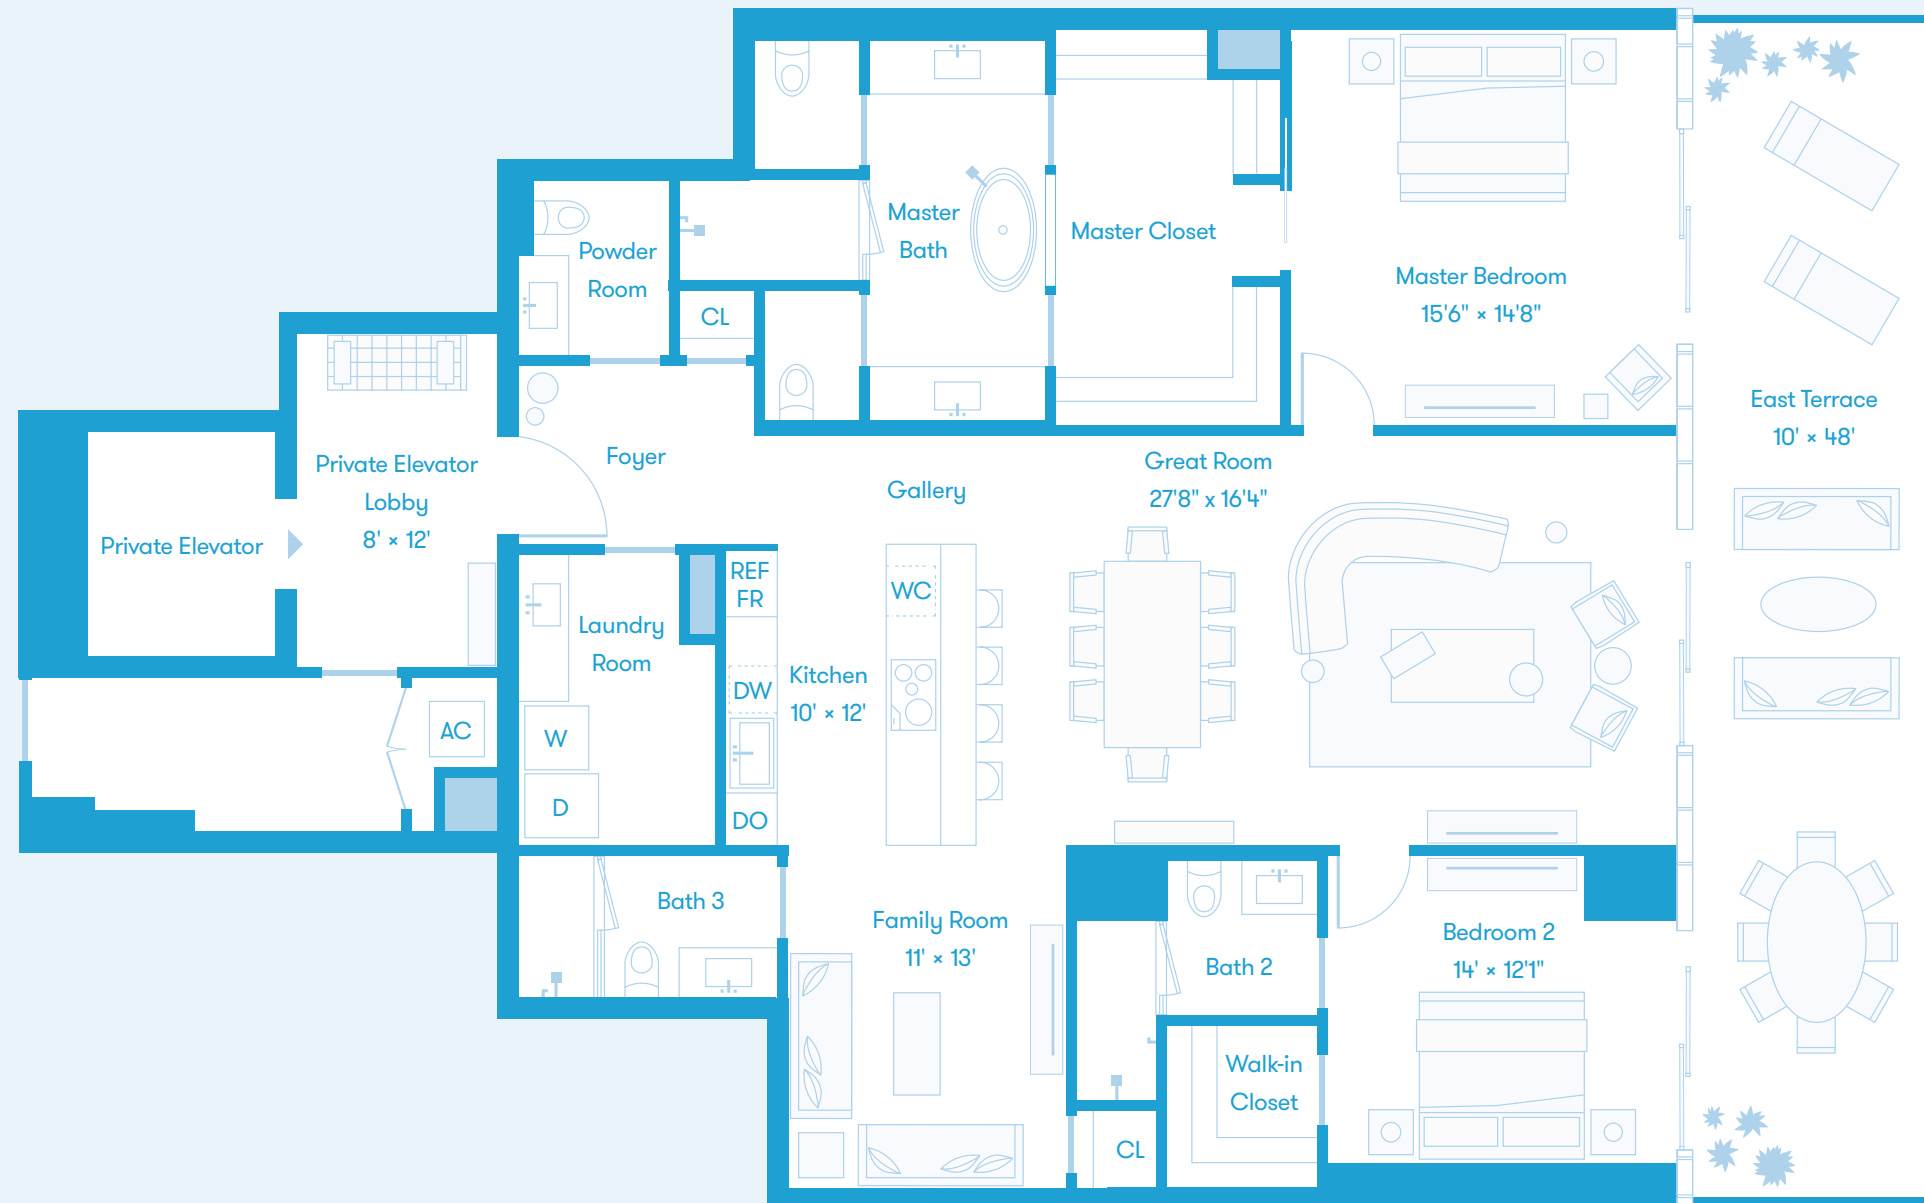 Master
Bath
Master Closet
Powder
Room
CL
Master Bedroom
15'6" × 14'8"
East Terrace
10' × 48'
Private Elevator
Lobby
8' × 12'
Private Elevator
Foyer
Gallery
Great Room
27'8" x 16'4"
REF
FR
WC
Laundry
Room
DW
Kitchen
10' × 12'
AC
W
D
DO
Bath 3
Family Room
11' × 13'
Bath 2
Bedroom 2
14' × 12'1"
Walk-in
Closet
CL